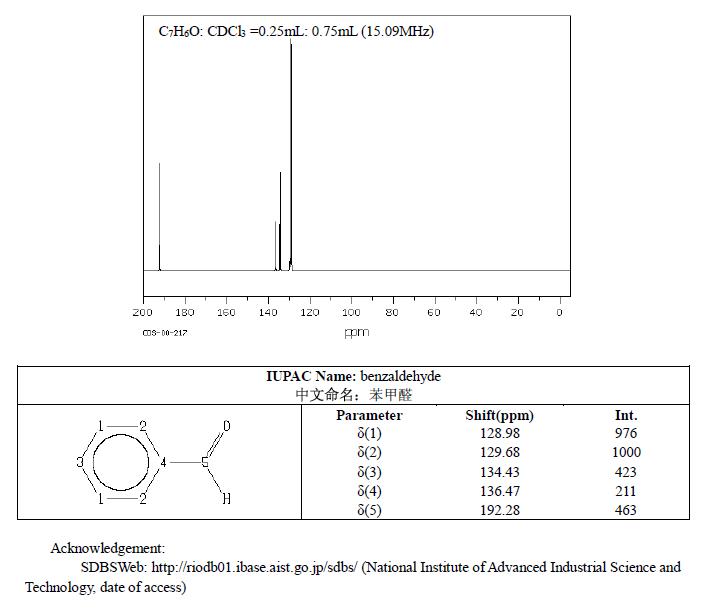 C₇H₆O: CDCl₃ =0.25mL: 0.75mL (15.09MHz)
200 180 160 140 120 100 80 60 40 20 0
CDS-00-217
ppm
IUPAC Name: benzaldehyde
中文命名：苯甲醛
Parameter Shift(ppm) Int.
δ(1) 128.98 976
δ(2) 129.68 1000
δ(3) 134.43 423
δ(4) 136.47 211
δ(5) 192.28 463
1 2 O
3 4 5
1 2 H
Acknowledgement:
SDBSWeb: http://riodb01.ibase.aist.go.jp/sdbs/ (National Institute of Advanced Industrial Science and
Technology, date of access)